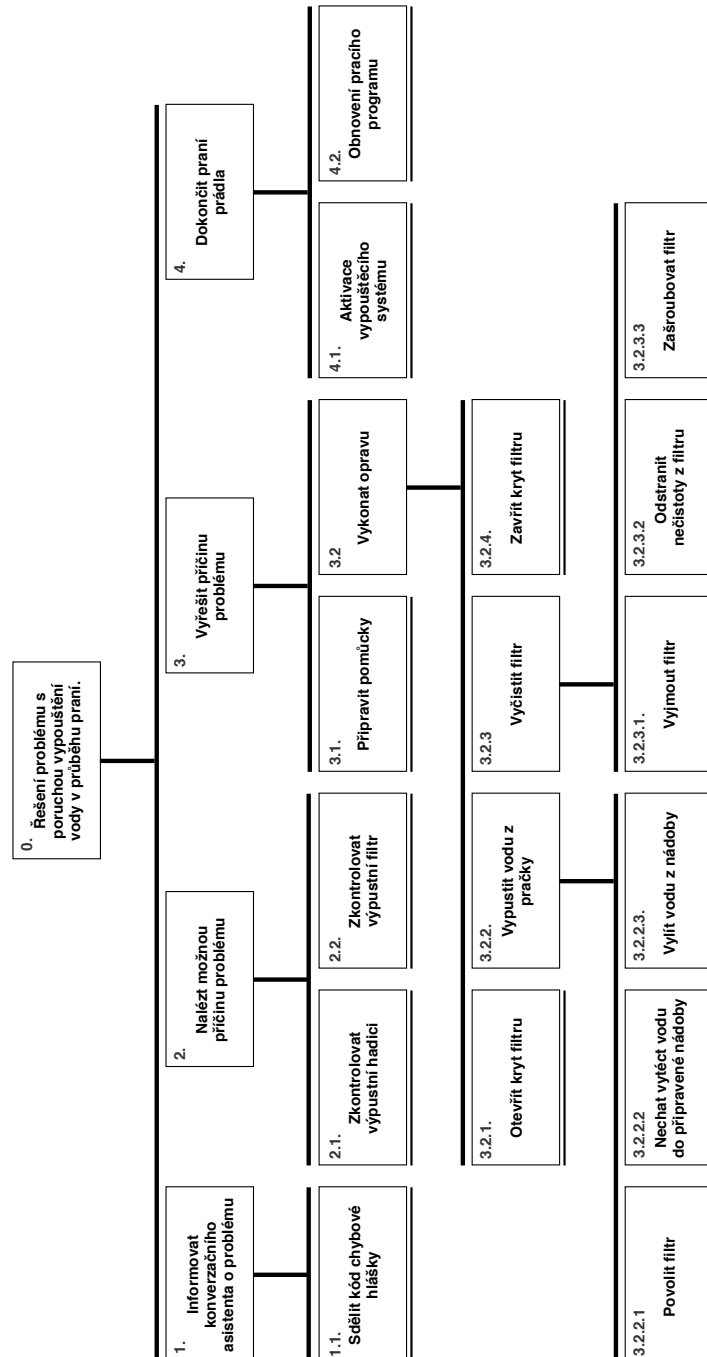 0.
Řešení problému s
poruchou vypouštění
vody v průběhu praní.
1.
Informovat
konverzačního
asistenta o problému
2.
Nalézt možnou
příčinu problému
3.
Vyřešit příčinu
problému
4.
Dokončit praní
prádla
1.1.
Sdělit kód chybové
hlášky
2.1.
Zkontrolovat
výpustní hadici
2.2.
Zkontrolovat
výpustní filtr
3.1.
Připravit pomůcky
3.2
Vykonat opravu
4.1.
Aktivace
vypouštěcího
systému
4.2.
Obnovení pracího
programu
3.2.1.
Otevřít kryt filtru
3.2.2.
Vypustit vodu z
pračky
3.2.3
Vyčistit filtr
3.2.4.
Zavřít kryt filtru
3.2.2.1
Povolit filtr
3.2.2.2
Nechat vytéct vodu
do připravené nádoby
3.2.2.3.
Vylít vodu z nádoby
3.2.3.1.
Vyjmout filtr
3.2.3.2
Odstranit
nečistoty z filtru
3.2.3.3
Zašroubovat filtr